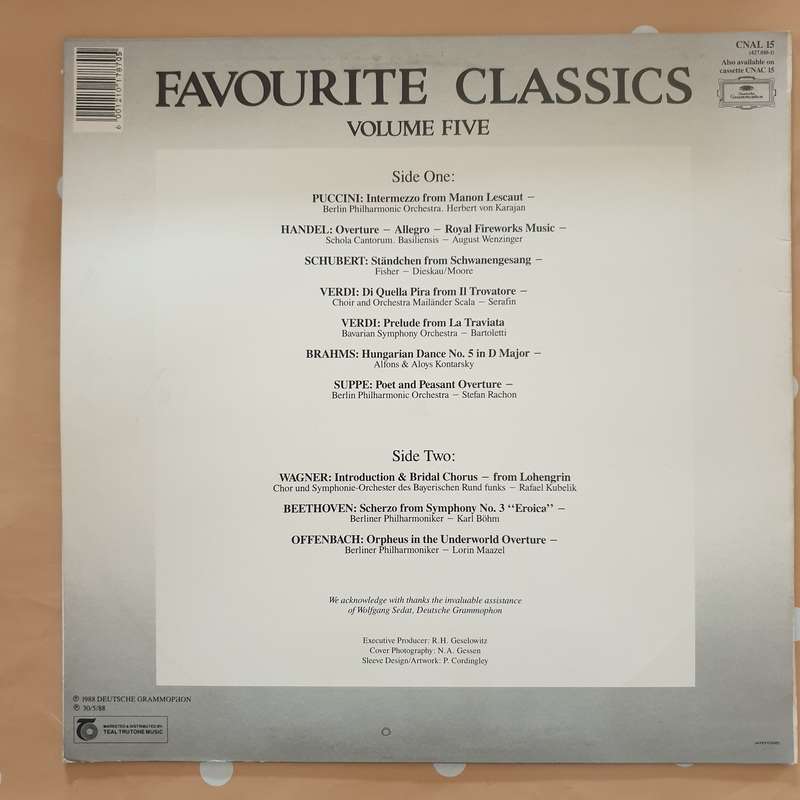 CNAL 15
(427.080-1)
Also available on
cassette CNAC 15
Deutsche
Grammophon
6 001210 178705
FAVOURITE CLASSICS
VOLUME FIVE
Side One:
PUCCINI: Intermezzo from Manon Lescaut –
Berlin Philharmonic Orchestra. Herbert von Karajan
HANDEL: Overture – Allegro – Royal Fireworks Music –
Schola Cantorum. Basiliensis – August Wenzinger
SCHUBERT: Ständchen from Schwanengesang –
Fisher – Dieskau/Moore
VERDI: Di Quella Pira from Il Trovatore –
Choir and Orchestra Mailänder Scala – Serafin
VERDI: Prelude from La Traviata
Bavarian Symphony Orchestra – Bartoletti
BRAHMS: Hungarian Dance No. 5 in D Major –
Alfons & Aloys Kontarsky
SUPPE: Poet and Peasant Overture –
Berlin Philharmonic Orchestra – Stefan Rachon
Side Two:
WAGNER: Introduction & Bridal Chorus – from Lohengrin
Chor und Symphonie-Orchester des Bayerischen Rund funks – Rafael Kubelik
BEETHOVEN: Scherzo from Symphony No. 3 “Eroica” –
Berliner Philharmoniker – Karl Böhm
OFFENBACH: Orpheus in the Underworld Overture –
Berliner Philharmoniker – Lorin Maazel
We acknowledge with thanks the invaluable assistance
of Wolfgang Sedat, Deutsche Grammophon
Executive Producer: R.H. Geselowitz
Cover Photography: N.A. Gessen
Sleeve Design/Artwork: P. Cordingley
℗ 1988 DEUTSCHE GRAMMOPHON
℗ 30/5/88
MARKETED & DISTRIBUTED BY:
TEAL TRUTONE MUSIC